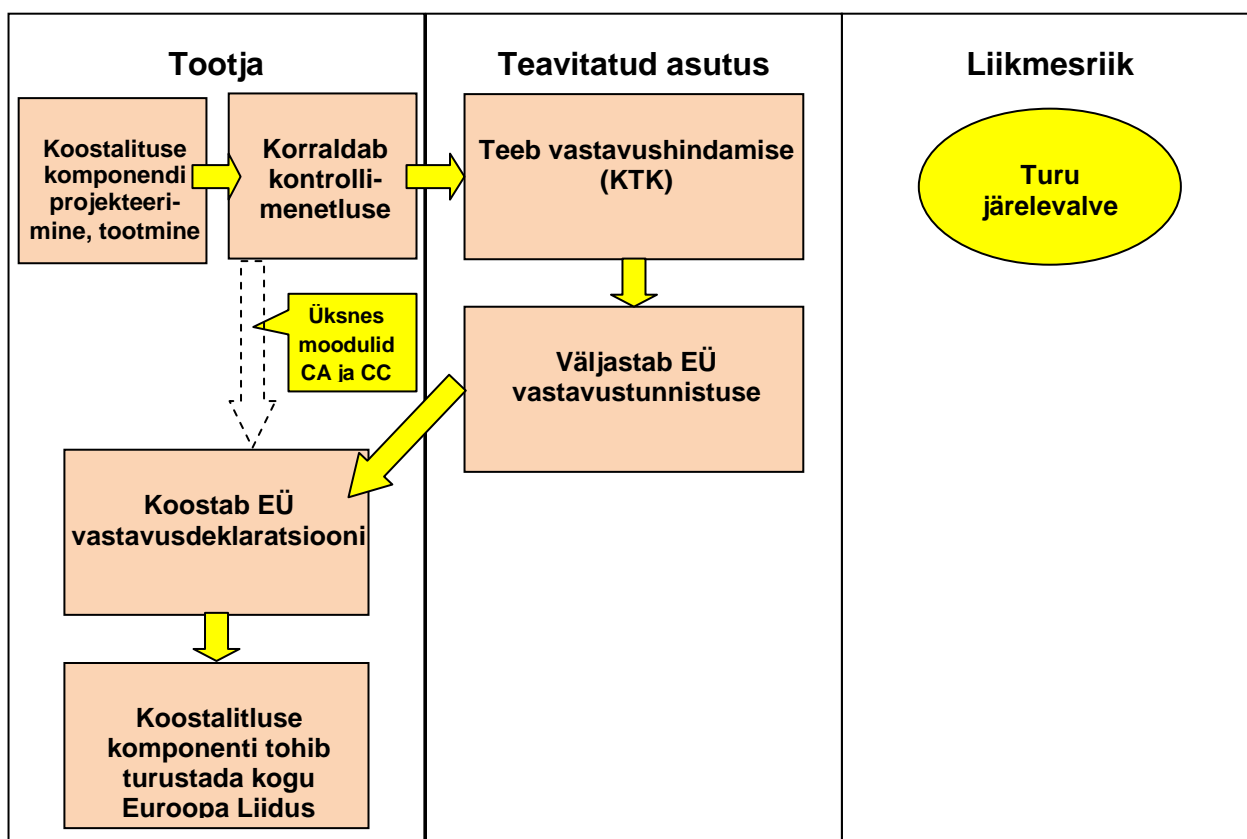 Tootja
Koostalituse
komponendi
projekteeri-
mine, tootmine
Korraldab
kontrolli-
menetluse
Üksnes
moodulid
CA ja CC
Koostab EÜ
vastavusdeklaratsiooni
Koostalitluse
komponenti tohib
turustada kogu
Euroopa Liidus
Teavitatud asutus
Teeb vastavushindamise
(KTK)
Väljastab EÜ
vastavustunnistuse
Liikmesriik
Turu
järelevalve